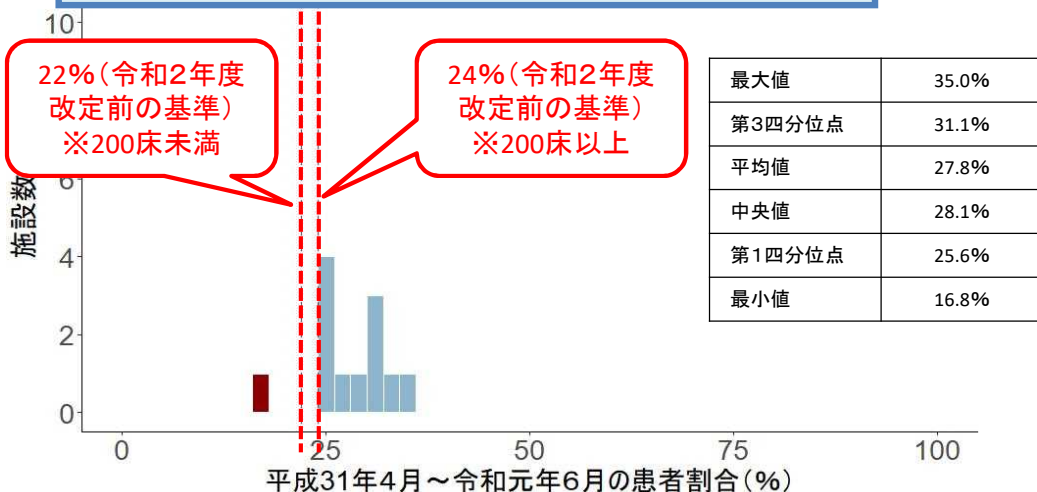 10
22%(令和2年度
改定前の基準)
※200床未満
24%(令和2年度
改定前の基準)
※200床以上
最大値 35.0%
第3四分位点 31.1%
平均値 27.8%
中央値 28.1%
第1四分位点 25.6%
最小値 16.8%
施設数
6
4
2
0
0 25 50 75 100
平成31年4月～令和元年6月の患者割合(%)